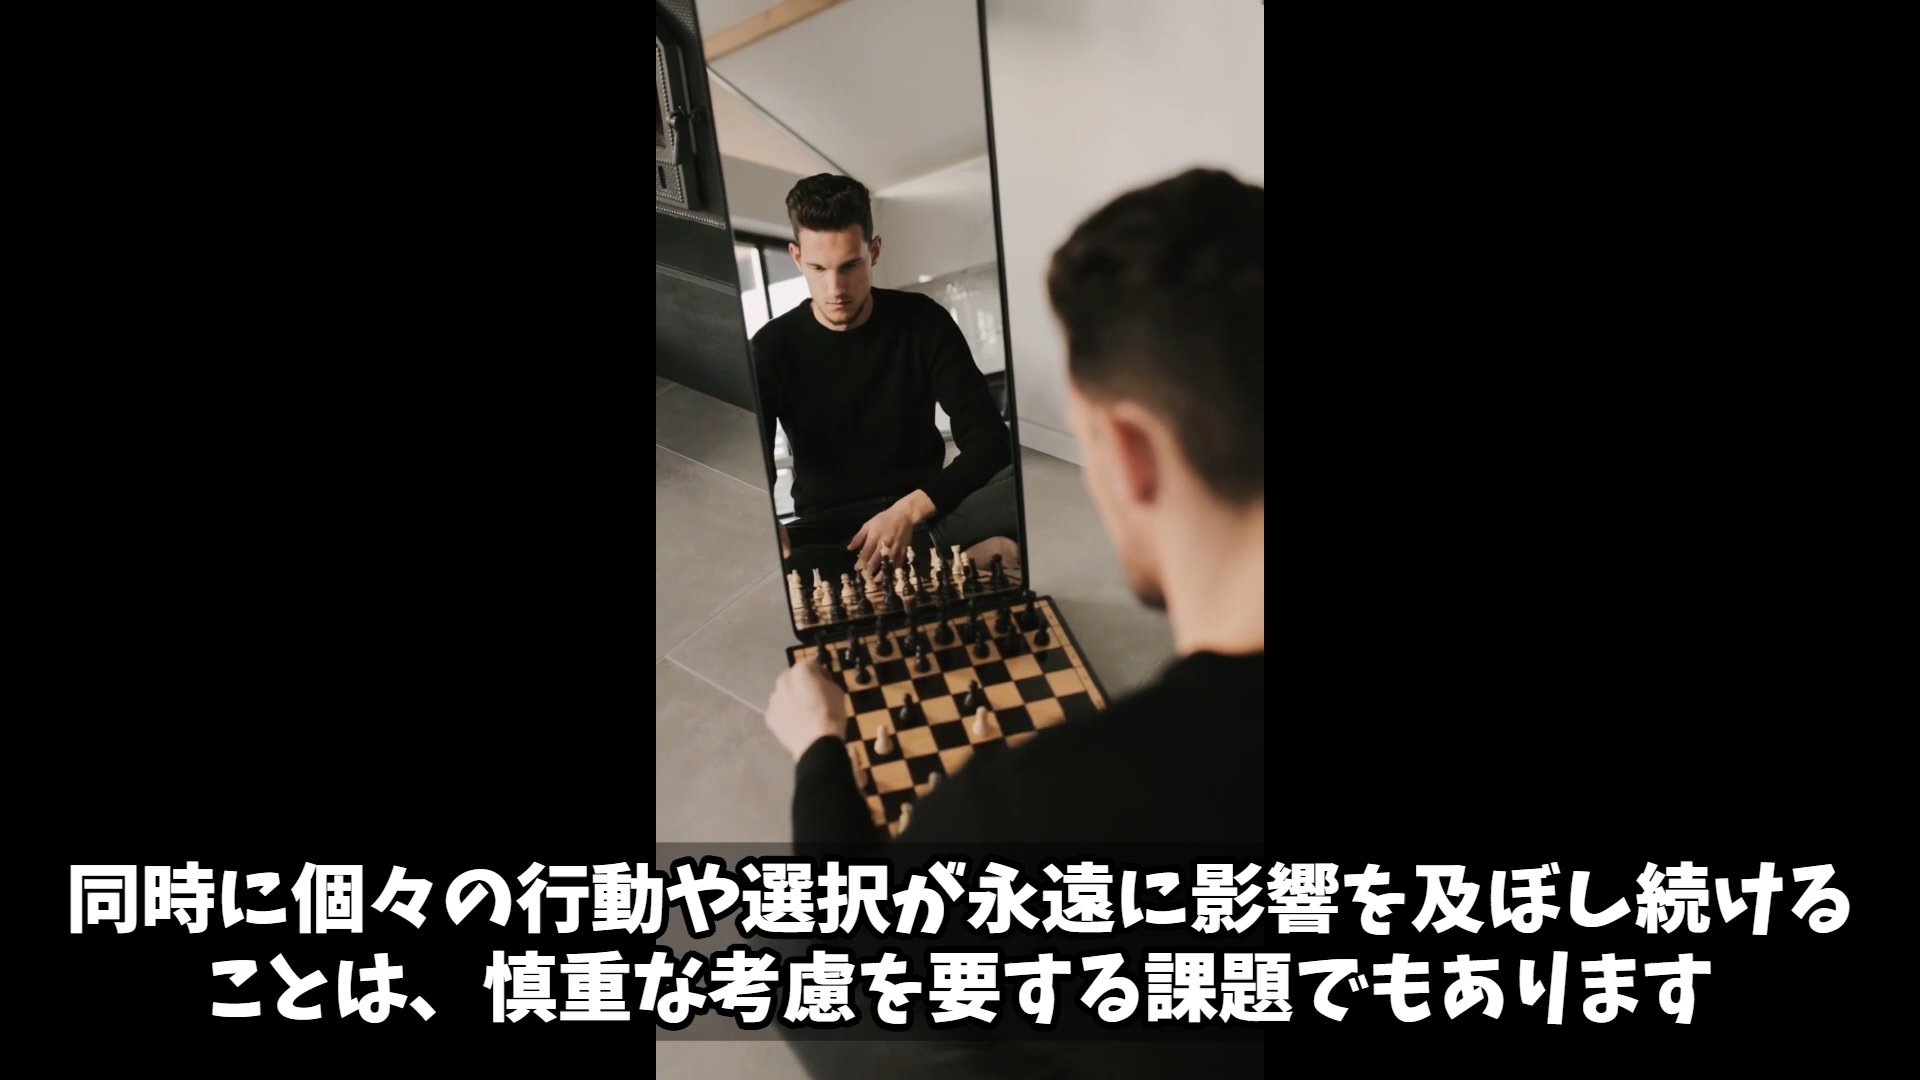 同時に個々の行動や選択が永遠に影響を及ぼし続ける
ことは、慎重な考慮を要する課題でもあります